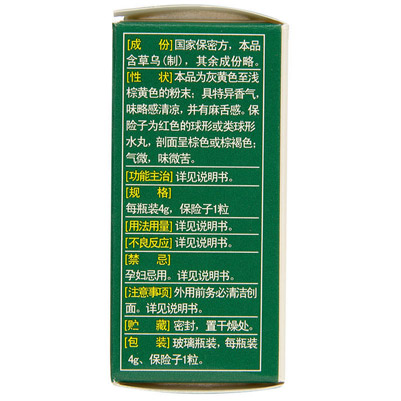 [成 份]国家保密方，本品
含草乌(制)，其余成份略。
[性 状]本品为灰黄色至浅
棕黄色的粉末；具特异香气，
味略感清凉，并有麻舌感。保
险子为红色的球形或类球形
水丸，剖面呈棕色或棕褐色；
气微，味微苦。
[功能主治]详见说明书。
[规 格]
每瓶装4g，保险子1粒
[用法用量]详见说明书。
[不良反应]详见说明书。
[禁 忌]
孕妇忌用。详见说明书。
[注意事项]外用前务必清洁创
面。详见说明书。
[贮 藏]密封，置干燥处。
[包 装]玻璃瓶装，每瓶装
4g、保险子1粒。